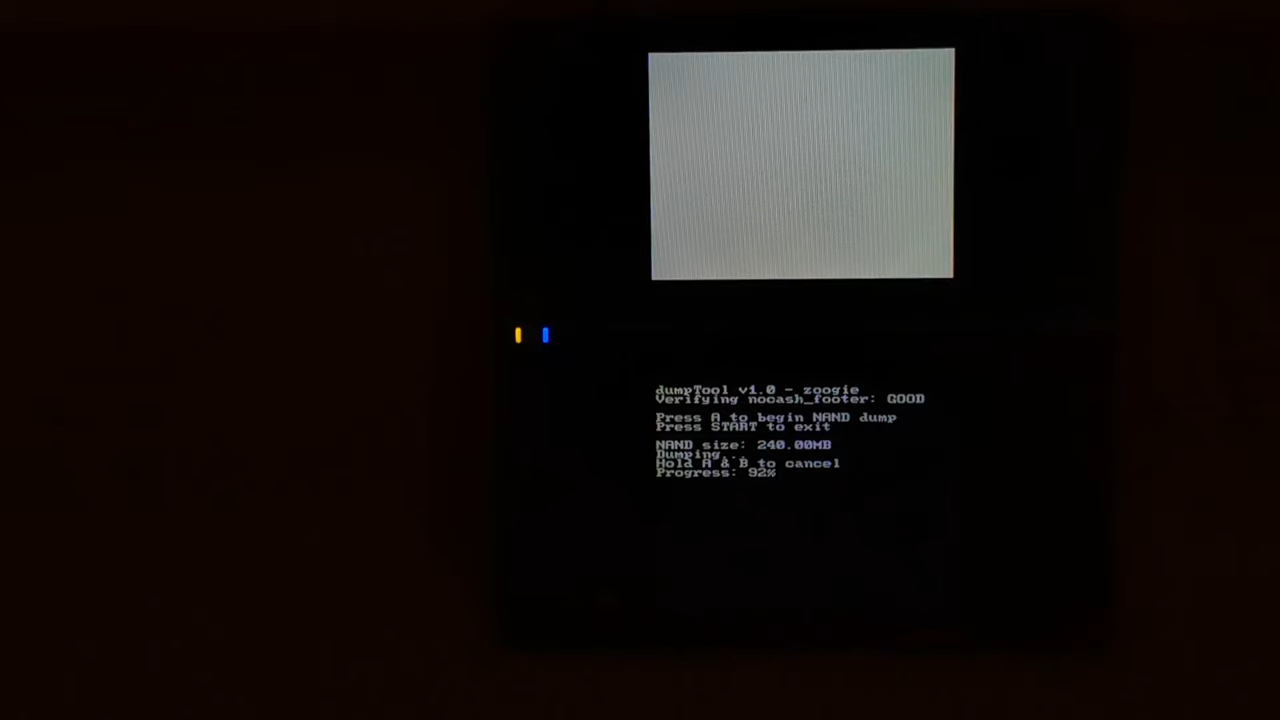 dumpTool v1.0 - zoogie
Verifying nocash_footer: GOOD
Press A to begin NAND dump
Press START to exit
NAND size: 240.00MB
Dumping...
Hold A & B to cancel
Progress: 92%